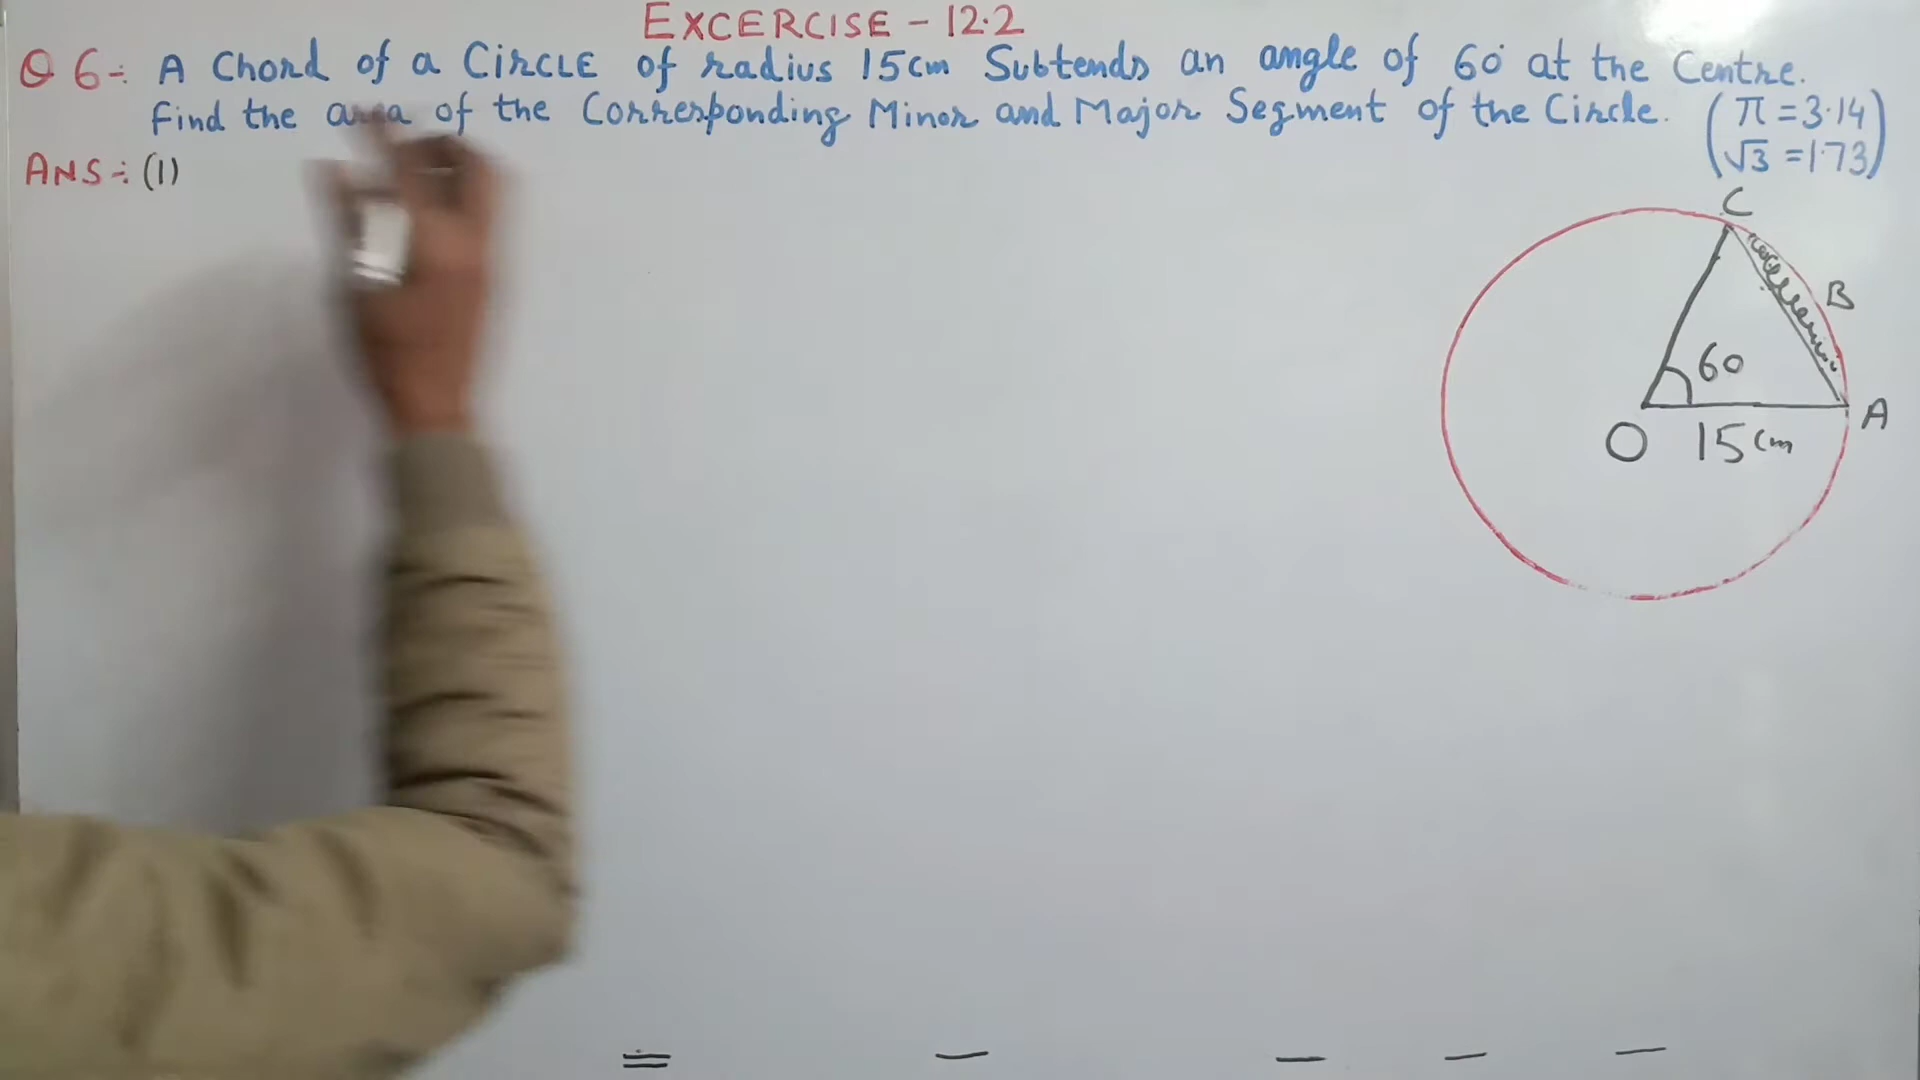 EXCERCISE - 12.2
Q 6 ÷ A Chord of a CIRCLE of radius 15cm Subtends an angle of 60° at the Centre.
Find the area of the Corresponding Minor and Major Segment of the Circle. (π = 3.14
√3 = 1.73)
ANS ÷ (1)
C
B
60
A
O 15cm